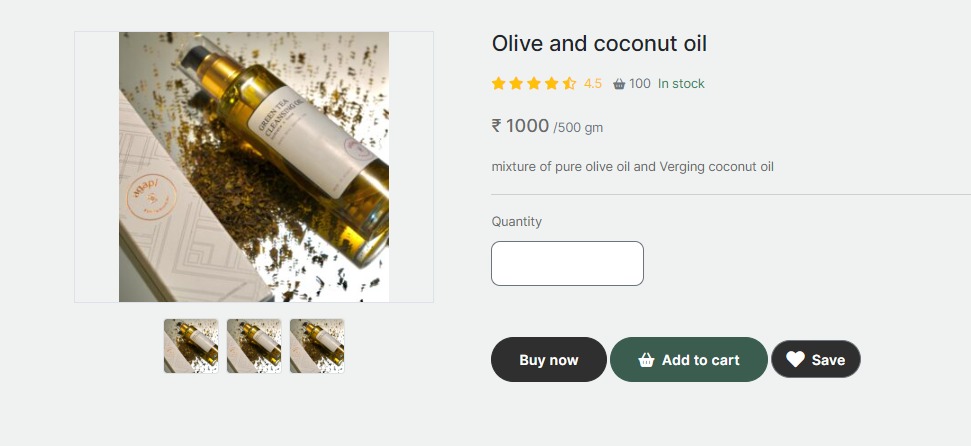 Olive and coconut oil
4.5 100 In stock
₹ 1000 /500 gm
mixture of pure olive oil and Verging coconut oil
Quantity
Buy now
Add to cart
Save
GREEN TEA
CLEANSING OIL